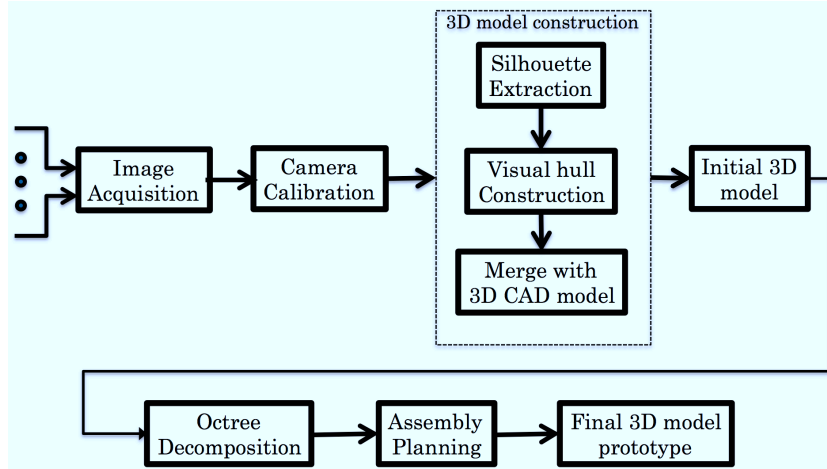 3D model construction
Silhouette
Extraction
Image
Acquisition
Camera
Calibration
Visual hull
Construction
Initial 3D
model
Merge with
3D CAD model
Octree
Decomposition
Assembly
Planning
Final 3D model
prototype